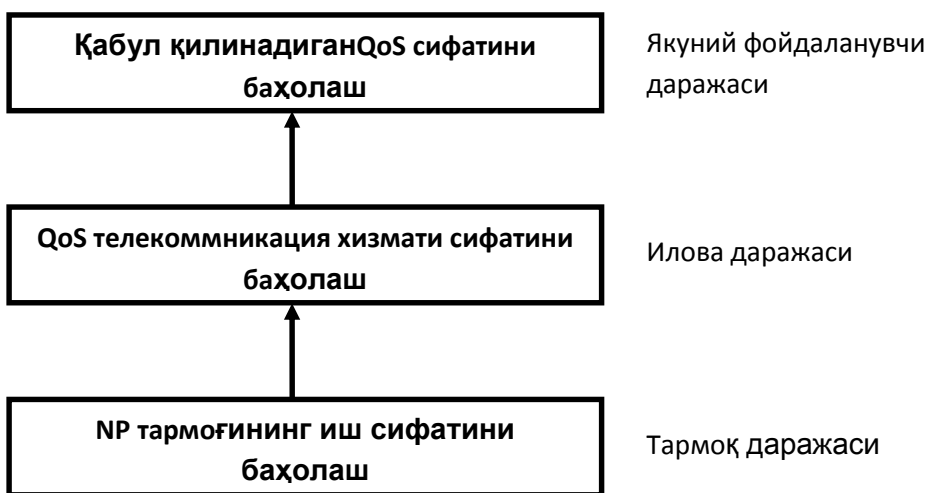 Қабул қилинадиганQoS сифатини
баҳолаш
Якуний фойдаланувчи
даражаси
QoS телекоммникация хизмати сифатини
баҳолаш
Илова даражаси
NP тармоғининг иш сифатини
баҳолаш
Тармоқ даражаси